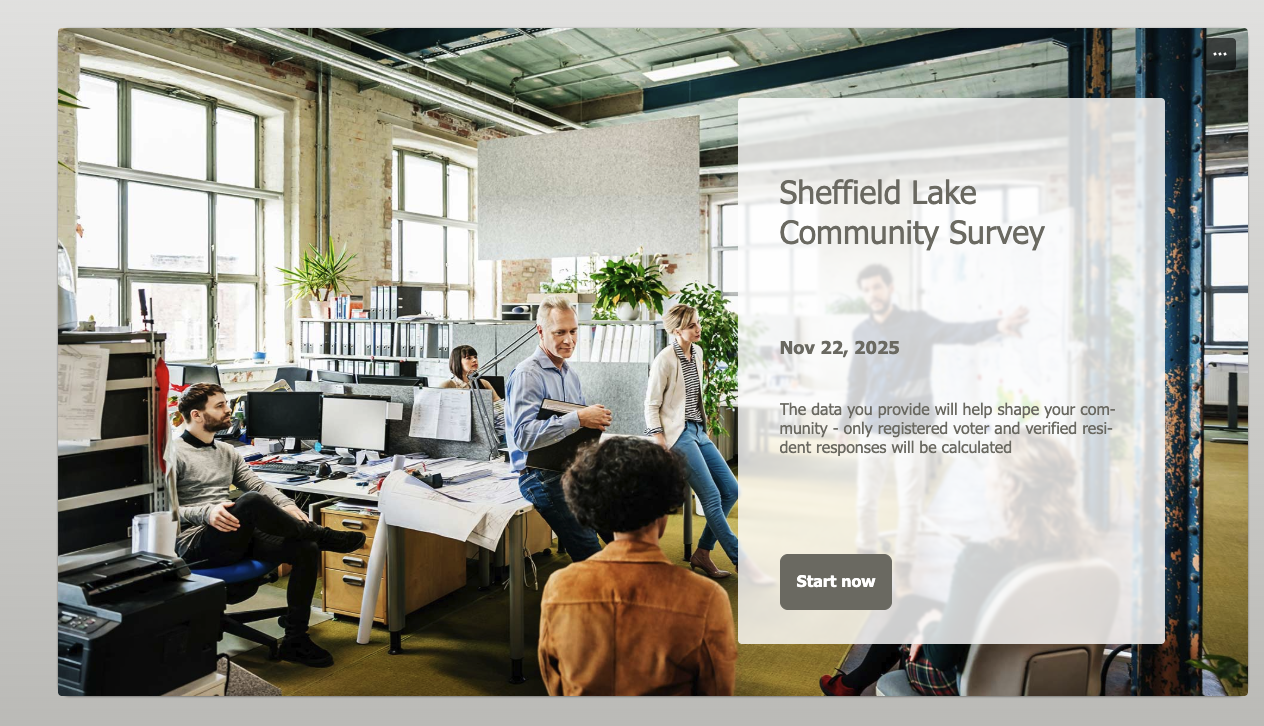 Sheffield Lake
Community Survey
Nov 22, 2025
The data you provide will help shape your com-
munity - only registered voter and verified resi-
dent responses will be calculated
Start now